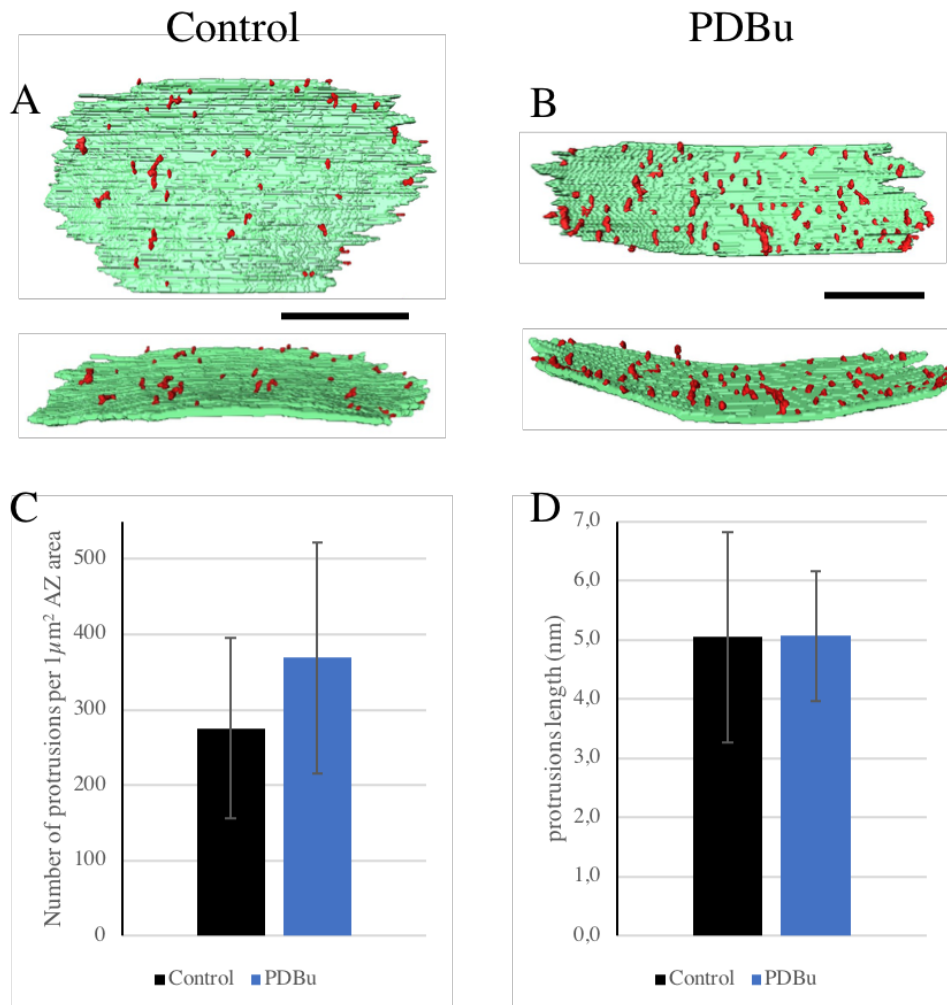 Control
PDBu
A
B
C
Number of protrusions per 1μm² AZ area
500
400
300
200
100
0
Control PDBu
D
protrusions length (nm)
7,0
6,0
5,0
4,0
3,0
2,0
1,0
0,0
Control PDBu